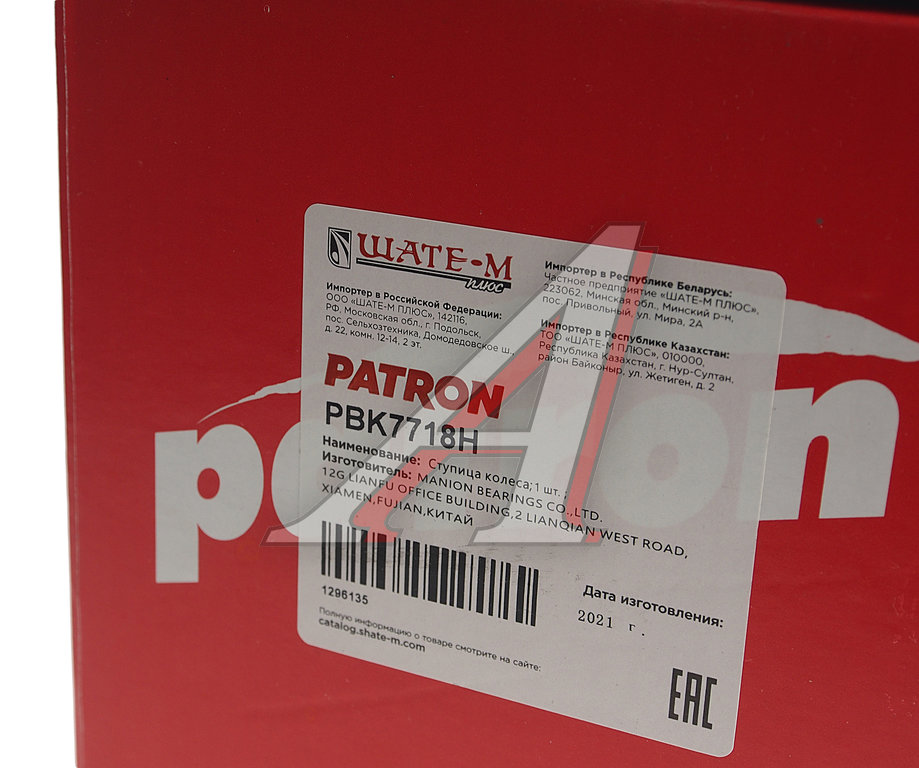 ШАТЕ-М
плюс
Импортер в Российской Федерации:
ООО «ШАТЕ-М ПЛЮС», 142116,
РФ, Московская обл., г. Подольск,
пос. Сельхозтехника, Домодедовское ш.,
д. 22, комн. 12-14, 2 эт.
Импортер в Республике Беларусь:
Частное предприятие «ШАТЕ-М ПЛЮС»,
223062, Минская обл., Минский р-н,
пос. Привольный, ул. Мира, 2А
Импортер в Республике Казахстан:
ТОО «ШАТЕ-М ПЛЮС», 010000,
Республика Казахстан, г. Нур-Султан,
район Байконыр, ул. Жетиген, д. 2
PATRON
PBK7718H
Наименование: Ступица колеса; 1 шт. ;
Изготовитель: MANION BEARINGS CO.,LTD.
12G LIANFU OFFICE BUILDING,2 LIANQIAN WEST ROAD,
XIAMEN,FUJIAN,КИТАЙ
1296135
Дата изготовления:
2021 г.
Полную информацию о товаре смотрите на сайте:
catalog.shate-m.com
EAC
patron